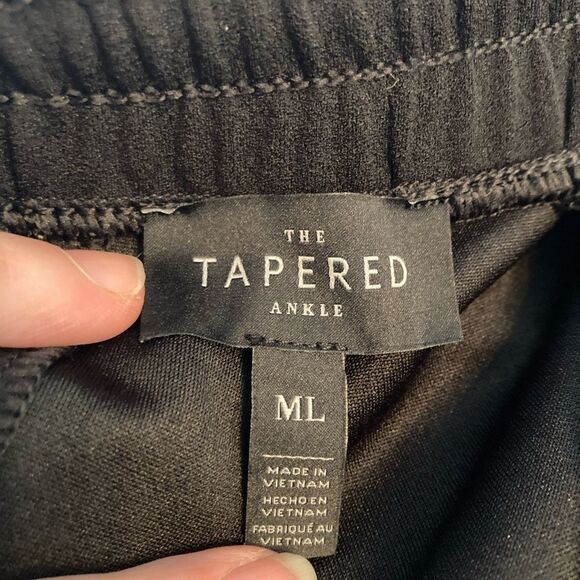 THE
TAPERED
ANKLE
ML
MADE IN
VIETNAM
HECHO EN
VIETNAM
FABRIQUÉ AU
VIETNAM